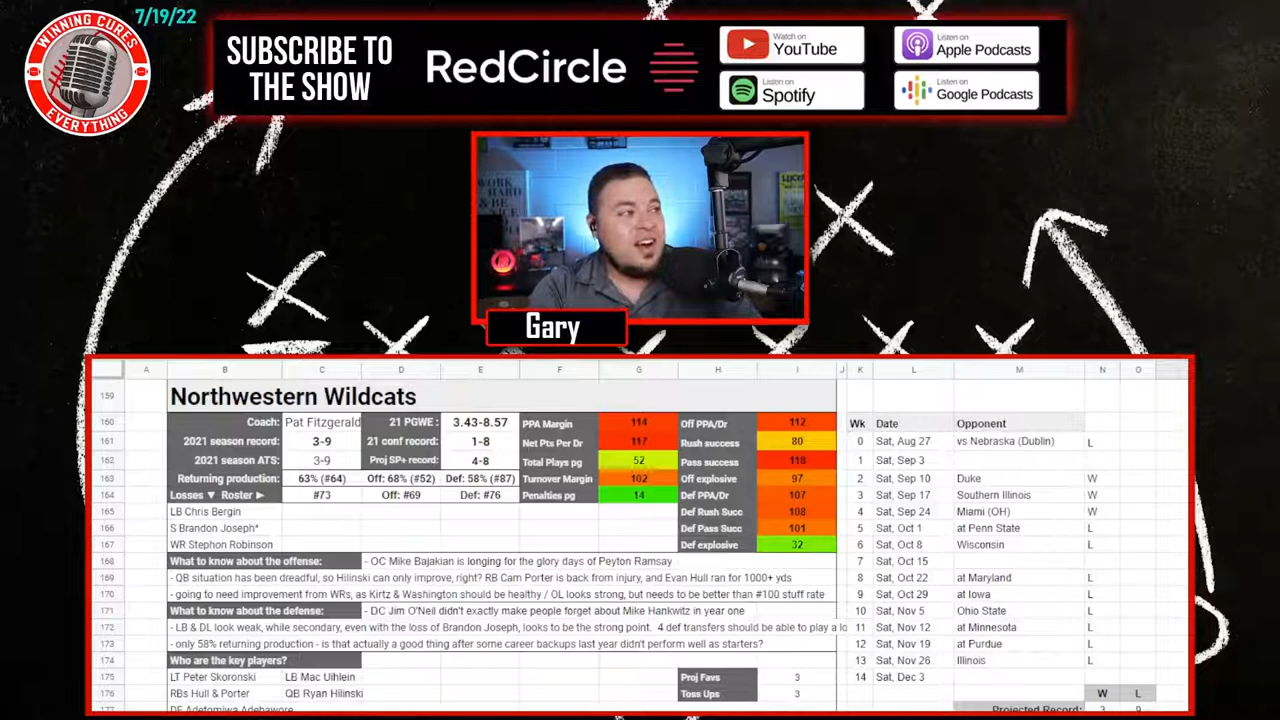 7/19/22
WINNING CURES
EVERYTHING
SUBSCRIBE TO
THE SHOW
RedCircle
Watch on
YouTube
Listen on
Spotify
Listen on
Apple Podcasts
Listen on
Google Podcasts
WORK
HARD
& BE
NICE
Gary
A B C D E F G H I J K L M N O
159 Northwestern Wildcats
160 Coach: Pat Fitzgerald 21 PGWE : 3.43-8.57 PPA Margin 114 Off PPA/Dr 112 Wk Date Opponent
161 2021 season record: 3-9 21 conf record: 1-8 Net Pts Per Dr 117 Rush success 80 0 Sat, Aug 27 vs Nebraska (Dublin) L
162 2021 season ATS: 3-9 Proj SP+ record: 4-8 Total Plays pg 52 Pass success 118 1 Sat, Sep 3
163 Returning production: 63% (#64) Off: 68% (#52) Def: 58% (#87) Turnover Margin 102 Off explosive 97 2 Sat, Sep 10 Duke W
164 Losses ▼ Roster ► #73 Off: #69 Def: #76 Penalties pg 14 Def PPA/Dr 107 3 Sat, Sep 17 Southern Illinois W
165 LB Chris Bergin Def Rush Succ 108 4 Sat, Sep 24 Miami (OH) W
166 S Brandon Joseph* Def Pass Succ 101 5 Sat, Oct 1 at Penn State L
167 WR Stephon Robinson Def explosive 32 6 Sat, Oct 8 Wisconsin L
168 What to know about the offense: - OC Mike Bajakian is longing for the glory days of Peyton Ramsay 7 Sat, Oct 15
169 - QB situation has been dreadful, so Hilinski can only improve, right? RB Cam Porter is back from injury, and Evan Hull ran for 1000+ yds 8 Sat, Oct 22 at Maryland L
170 - going to need improvement from WRs, as Kirtz & Washington should be healthy / OL looks strong, but needs to be better than #100 stuff rate 9 Sat, Oct 29 at Iowa L
171 What to know about the defense: - DC Jim O'Neil didn't exactly make people forget about Mike Hankwitz in year one 10 Sat, Nov 5 Ohio State L
172 - LB & DL look weak, while secondary, even with the loss of Brandon Joseph, looks to be the strong point. 4 def transfers should be able to play a lo 11 Sat, Nov 12 at Minnesota L
173 - only 58% returning production - is that actually a good thing after some career backups last year didn't perform well as starters? 12 Sat, Nov 19 at Purdue L
174 Who are the key players? 13 Sat, Nov 26 Illinois L
175 LT Peter Skoronski LB Mac Uihlein Proj Favs 3 14 Sat, Dec 3
176 RBs Hull & Porter QB Ryan Hilinski Toss Ups 3 W L
177 DE Adetomiwa Adebawore Projected Record: 3 9